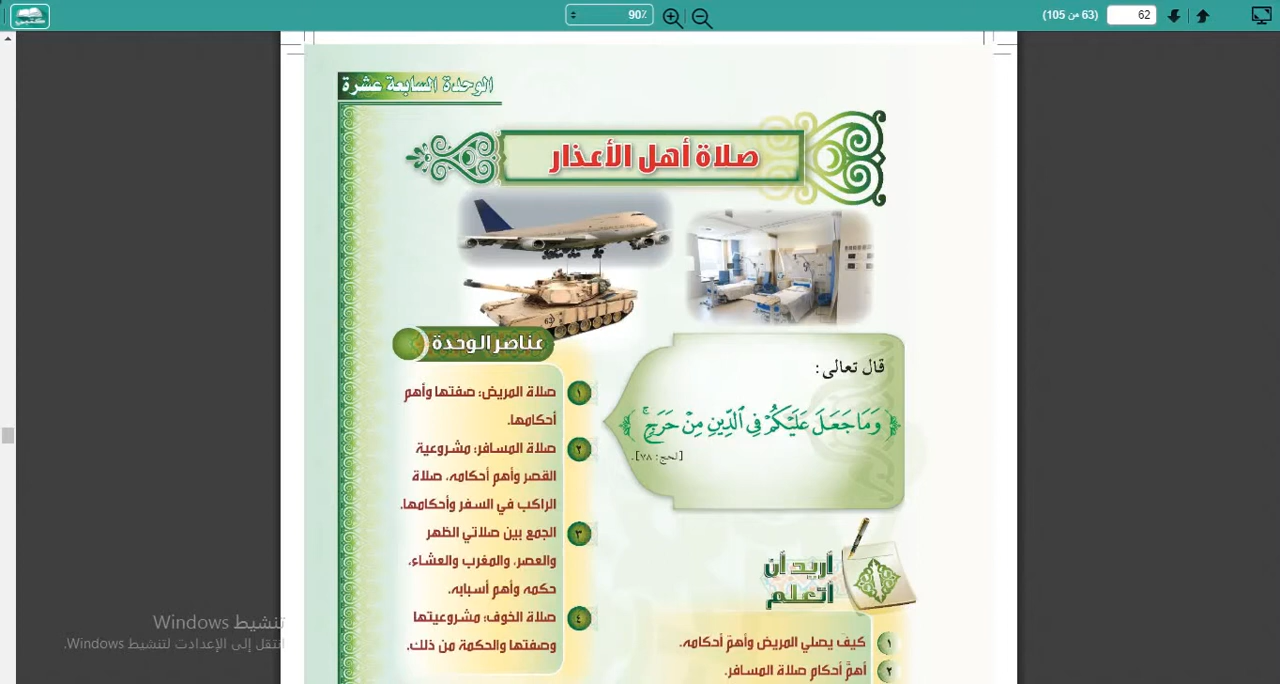 كتبي
90٪
(63 من 105)
62
الوحدة السابعة عشرة
صلاة أهل الأعذار
قال تعالى :
﴿ وَمَا جَعَلَ عَلَيْكُمْ فِي ٱلدِّينِ مِنْ حَرَجٍ ۚ ﴾
[الحج: ٧٨].
أريد أن
أتعلم
١ كيف يصلي المريض وأهمّ أحكامه.
٢ أهمَّ أحكام صلاة المسافر.
عناصر الوحدة
١ صلاة المريض: صفتها وأهم
أحكامها.
٢ صلاة المسافر: مشروعية
القصر وأهم أحكامه، صلاة
الراكب في السفر وأحكامها.
٣ الجمع بين صلاتي الظهر
والعصر، والمغرب والعشاء،
حكمه وأهم أسبابه.
٤ صلاة الخوف: مشروعيتها
وصفتها والحكمة من ذلك.
تنشيط Windows
انتقل إلى الإعدادات لتنشيط Windows.